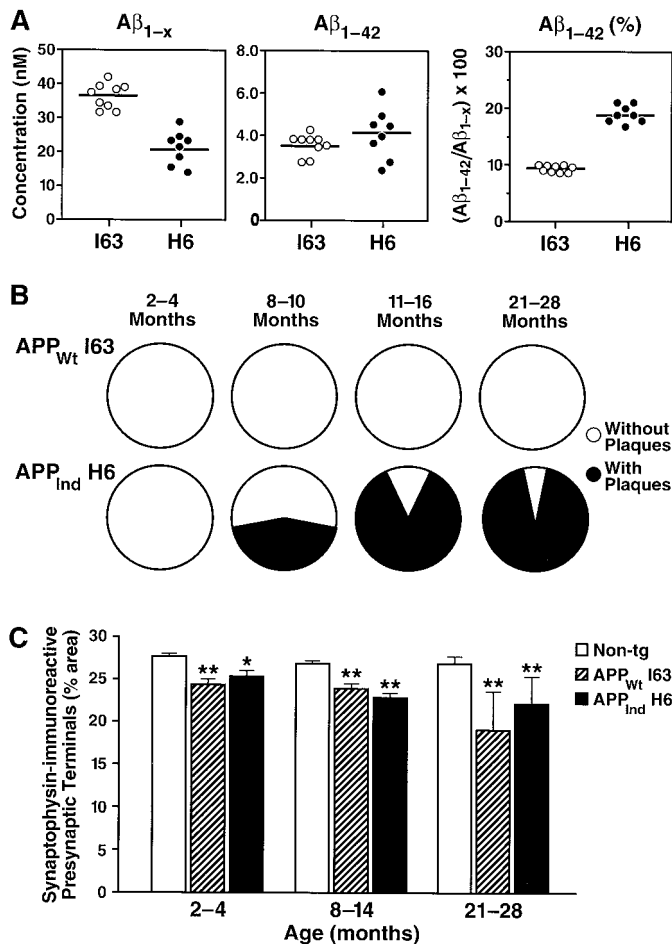 A
Aβ1–x
Aβ1–42
Aβ1–42 (%)
Concentration (nM)
50
40
30
20
10
0
I63
H6
8.0
6.0
4.0
2.0
0
I63
H6
(Aβ1–42/Aβ1–x) x 100
30
20
10
0
I63
H6
B
2–4
Months
8–10
Months
11–16
Months
21–28
Months
APPWt I63
Without
Plaques
With
Plaques
APPInd H6
C
Synaptophysin-immunoreactive
Presynaptic Terminals (% area)
30
25
20
15
10
5
0
** *
** **
** **
Non-tg
APPWt I63
APPInd H6
2–4
8–14
21–28
Age (months)